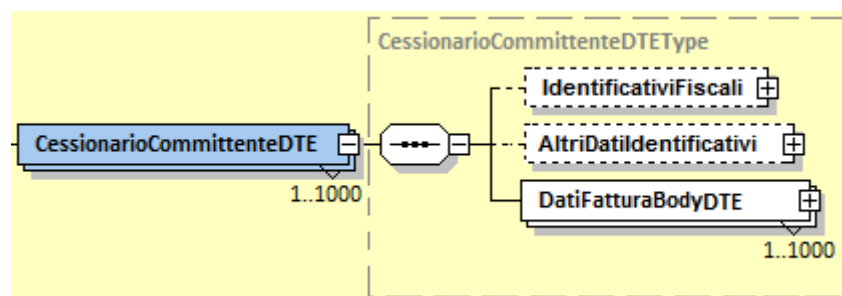 CessionarioCommittenteDTEType
IdentificativiFiscali
CessionarioCommittenteDTE
AltriDatiIdentificativi
1..1000
DatiFatturaBodyDTE
1..1000